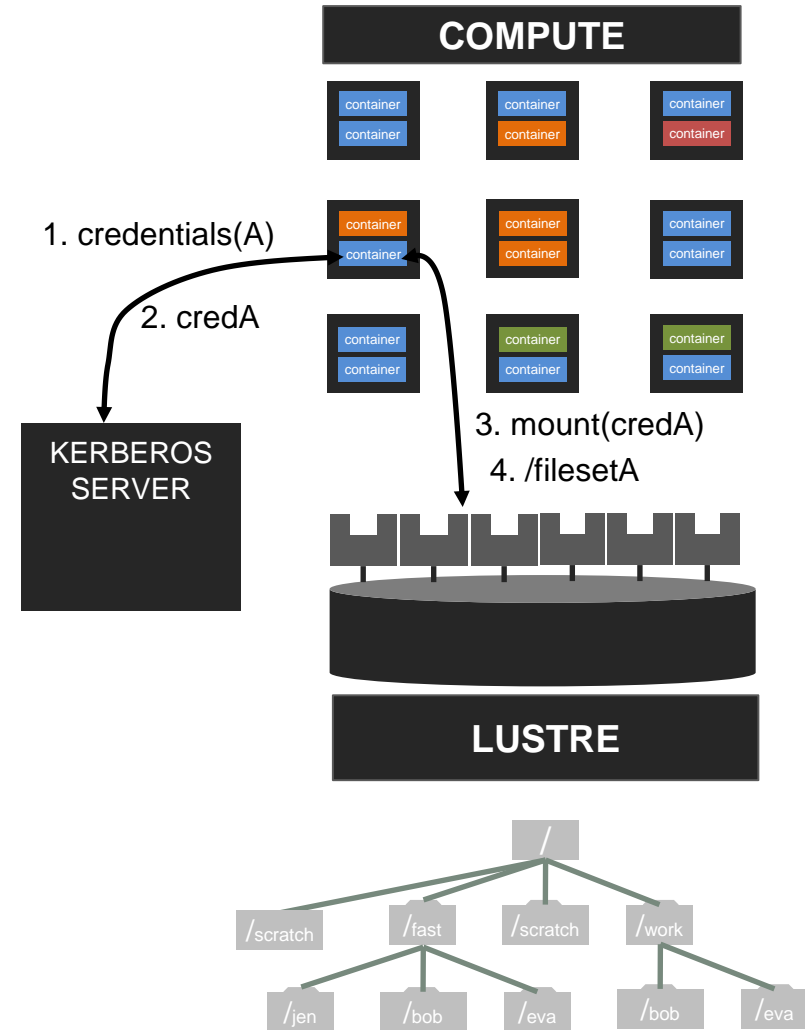 COMPUTE
container container container
container container container
1. credentials(A)
container container container
container container container
2. credA
container container container
container container container
3. mount(credA)
4. /filesetA
KERBEROS
SERVER
LUSTRE
/
/scratch /fast /scratch /work
/jen /bob /eva /bob /eva